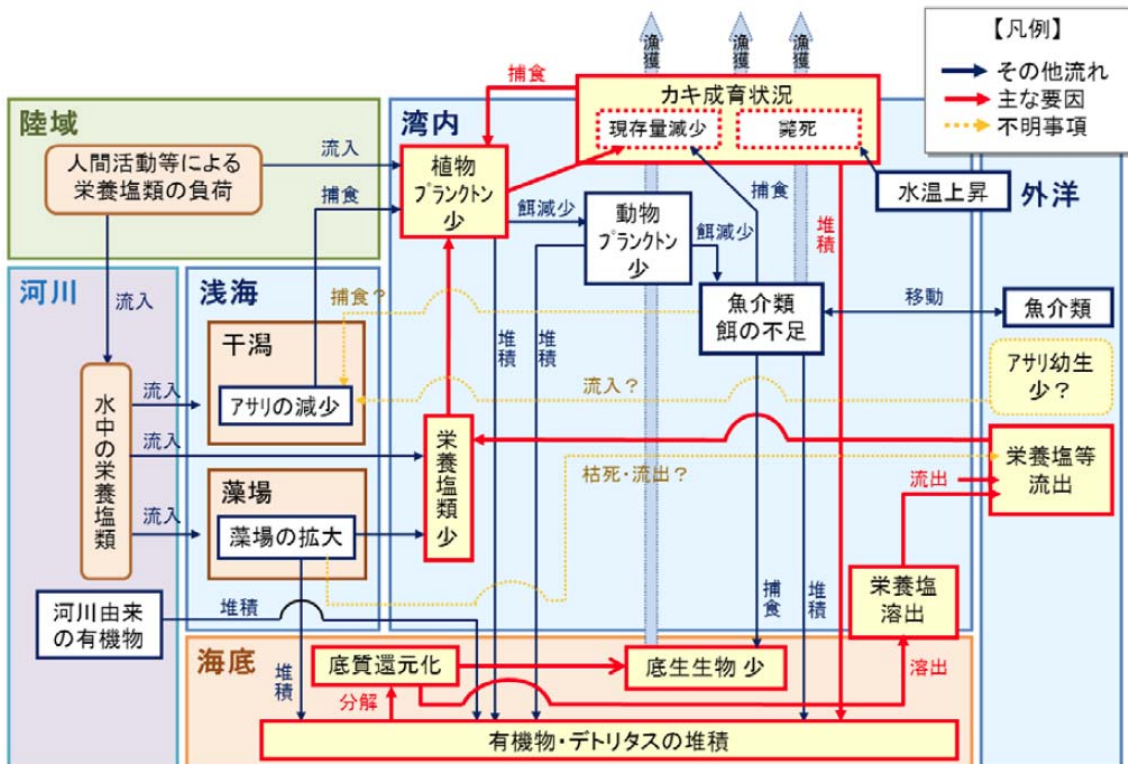 【凡例】
その他流れ
主な要因
不明事項
漁獲
漁獲
漁獲
捕食
カキ成育状況
現存量減少
斃死
陸域
人間活動等による
栄養塩類の負荷
流入
捕食
湾内
植物
プランクトン
少
餌減少
動物
プランクトン
少
餌減少
捕食
堆積
水温上昇
外洋
河川
流入
浅海
捕食？
堆積
堆積
魚介類
餌の不足
移動
魚介類
干潟
アサリの減少
流入？
アサリ幼生
少？
水中の栄養塩類
流入
流入
流入
栄養塩類 少
栄養塩等
流出
流出
藻場
藻場の拡大
枯死・流出？
河川由来
の有機物
堆積
捕食
堆積
栄養塩
溶出
海底
堆積
底質還元化
底生生物 少
溶出
分解
有機物・デトリタスの堆積